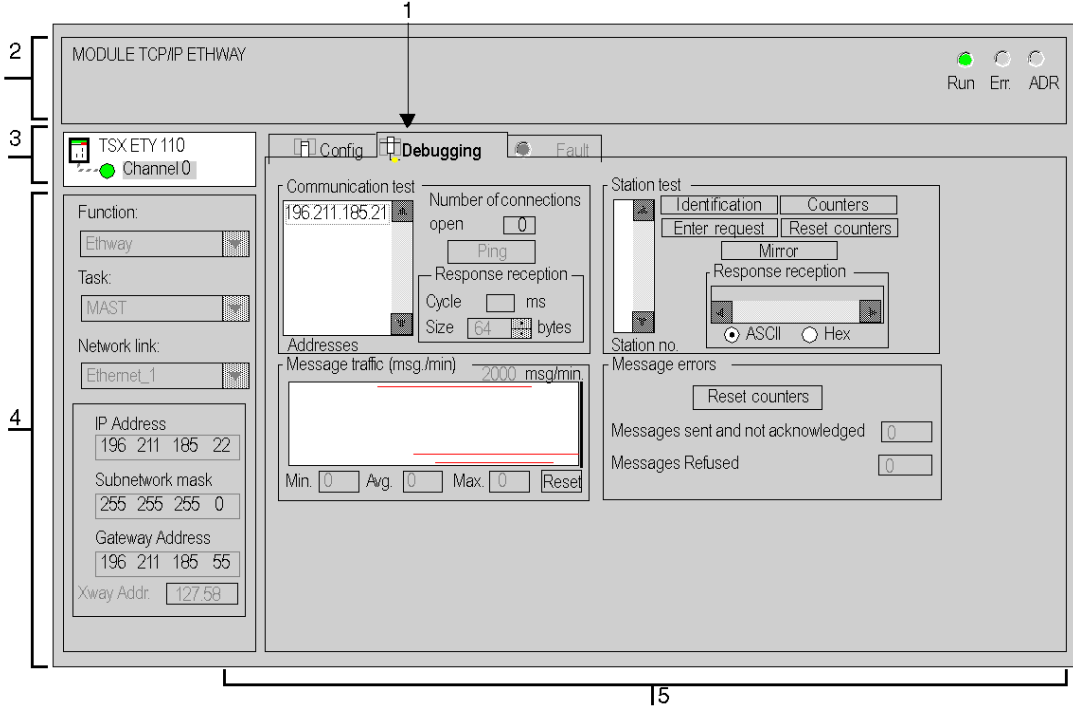 1
2
MODULE TCP/IP ETHWAY
Run Err. ADR
3
TSX ETY 110
Channel 0
Config
Debugging
Fault
4
Function:
Ethway
Task:
MAST
Network link:
Ethernet_1
IP Address
196 211 185 22
Subnetwork mask
255 255 255 0
Gateway Address
196 211 185 55
Xway Addr. 127.58
Communication test
196.211.185.21
Addresses
Number of connections
open 0
Ping
Response reception
Cycle ms
Size 64 bytes
Station test
Identification Counters
Enter request Reset counters
Mirror
Response reception
ASCII Hex
Station no.
Message traffic (msg./min) 2000 msg/min.
Min. 0 Avg. 0 Max. 0 Reset
Message errors
Reset counters
Messages sent and not acknowledged 0
Messages Refused 0
5